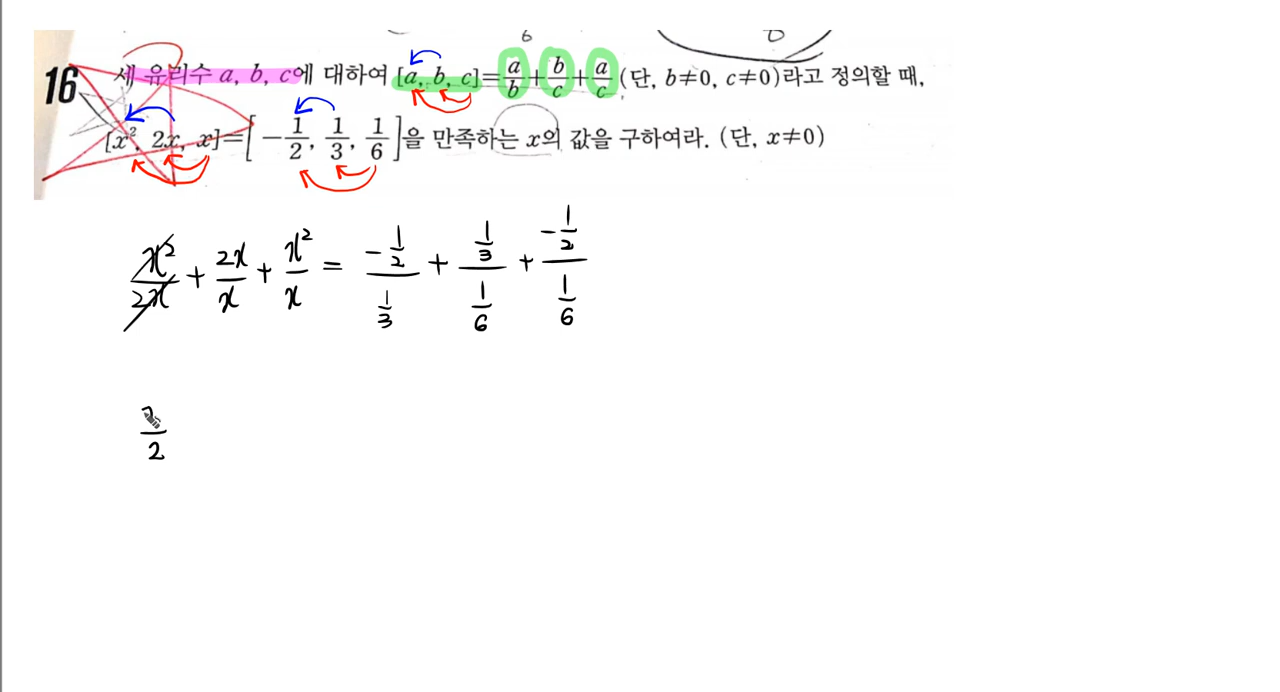 6
16 세 유리수 a, b, c에 대하여 [a, b, c]=a/b+b/c+a/c (단, b≠0, c≠0)라고 정의할 때,
[x², 2x, x]=[-1/2, 1/3, 1/6]을 만족하는 x의 값을 구하여라. (단, x≠0)
x²/2x + 2x/x + x²/x = (-1/2)/(1/3) + (1/3)/(1/6) + (-1/2)/(1/6)
/2